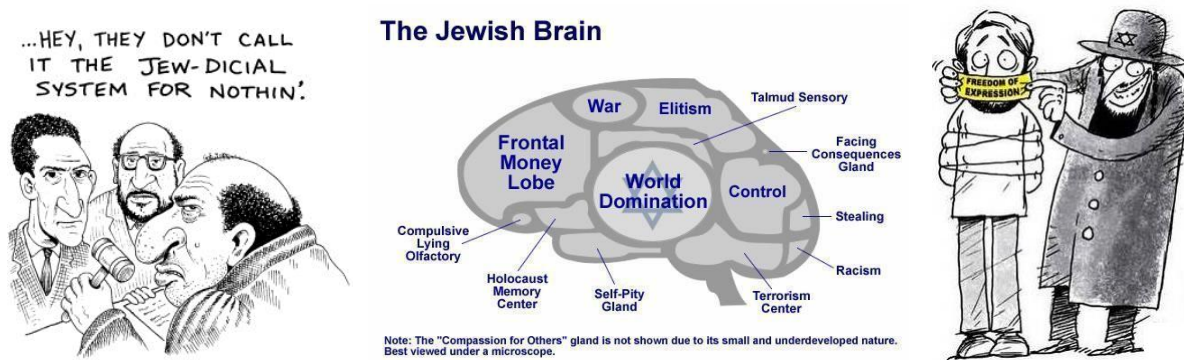 ...HEY, THEY DON'T CALL
IT THE JEW-DICIAL
SYSTEM FOR NOTHIN'.
The Jewish Brain
War
Elitism
Talmud Sensory
Frontal
Money
Lobe
Facing
Consequences
Gland
World
Domination
Control
Stealing
Compulsive
Lying
Olfactory
Holocaust
Memory
Center
Self-Pity
Gland
Terrorism
Center
Racism
Note: The "Compassion for Others" gland is not shown due to its small and underdeveloped nature.
Best viewed under a microscope.
FREEDOM OF
EXPRESSION